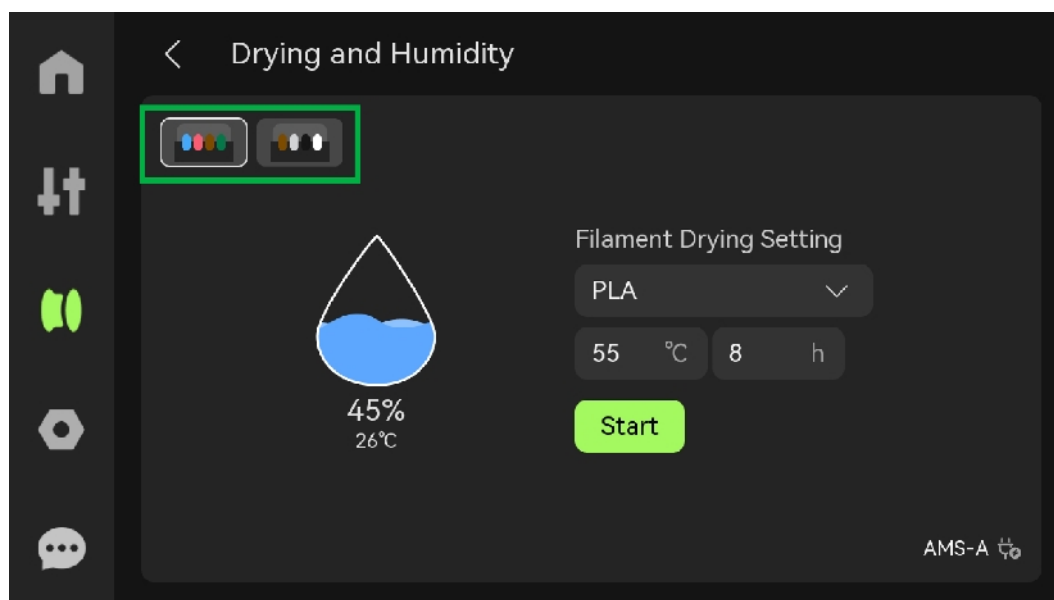 Drying and Humidity
Filament Drying Setting
PLA
55 °C 8 h
45%
26°C
Start
AMS-A